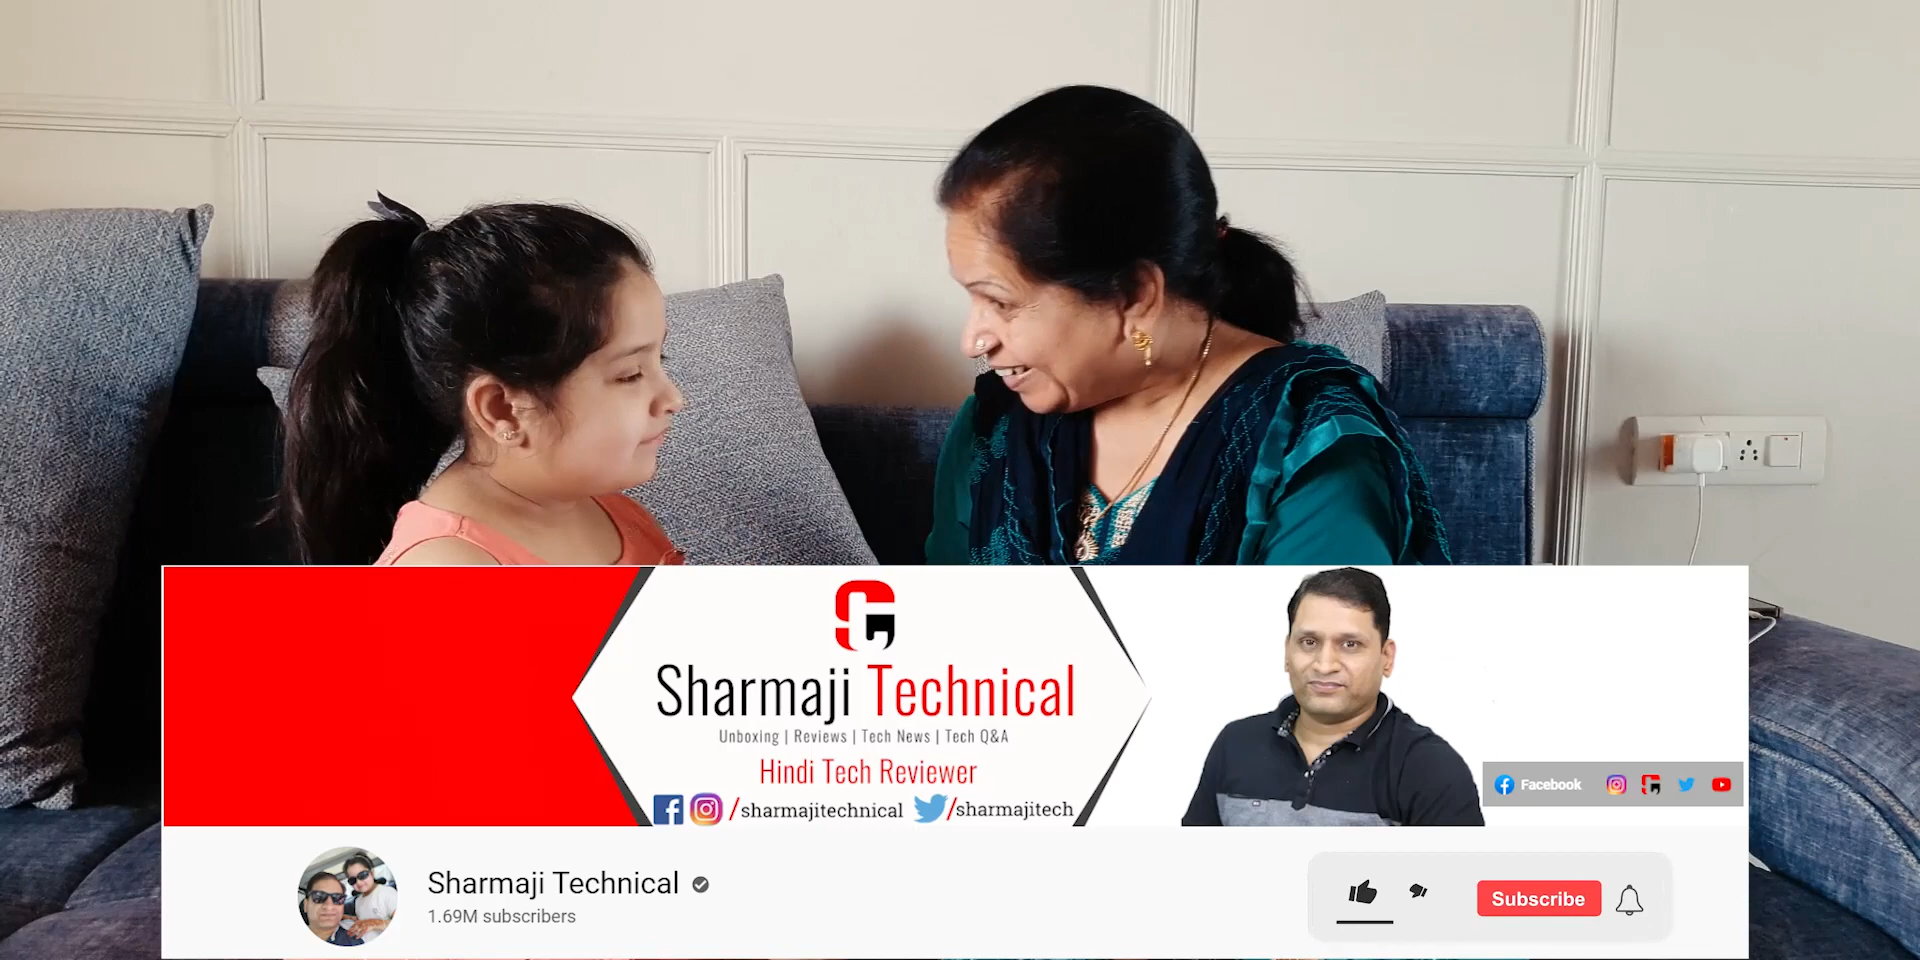 Sharmaji Technical
Unboxing | Reviews | Tech News | Tech Q&A
Hindi Tech Reviewer
/sharmajitechnical /sharmajitech
Facebook
Sharmaji Technical
1.69M subscribers
Subscribe